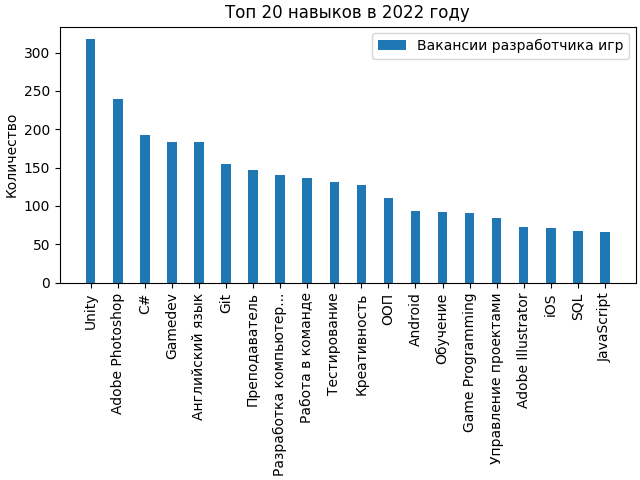 Топ 20 навыков в 2022 году
Вакансии разработчика игр
Количество
300
250
200
150
100
50
0
Unity
Adobe Photoshop
C#
Gamedev
Английский язык
Git
Преподаватель
Разработка компьютер...
Работа в команде
Тестирование
Креативность
ООП
Android
Обучение
Game Programming
Управление проектами
Adobe Illustrator
iOS
SQL
JavaScript